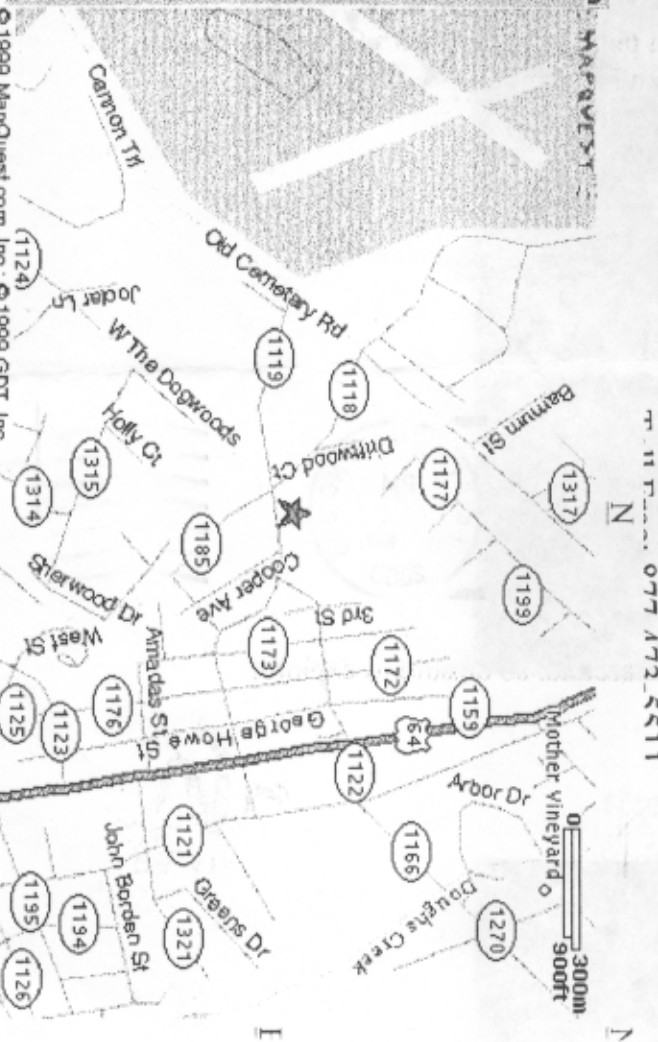 MAPQUEST
Cannon Trl
Old Cemetery Rd
1119
1118
Barnum St
1317
N
1177
1199
1124
Jodar Ln
W The Dogwoods
Holly Ct
1315
1314
Driftwood Ct
1185
Cooper Ave
Sherwood Dr
West St
3rd St
1173
1172
1159
Amadas St
1176
1125
1123
George Howe St
64
1122
Mother Vineyard
Arbor Dr
1121
1166
1270
Doughs Creek
Greens Dr
1321
John Borden St
1195
1194
1126
0
300m
900ft
© 1999 MapQuest.com, Inc.; © 1999 GDT, Inc.